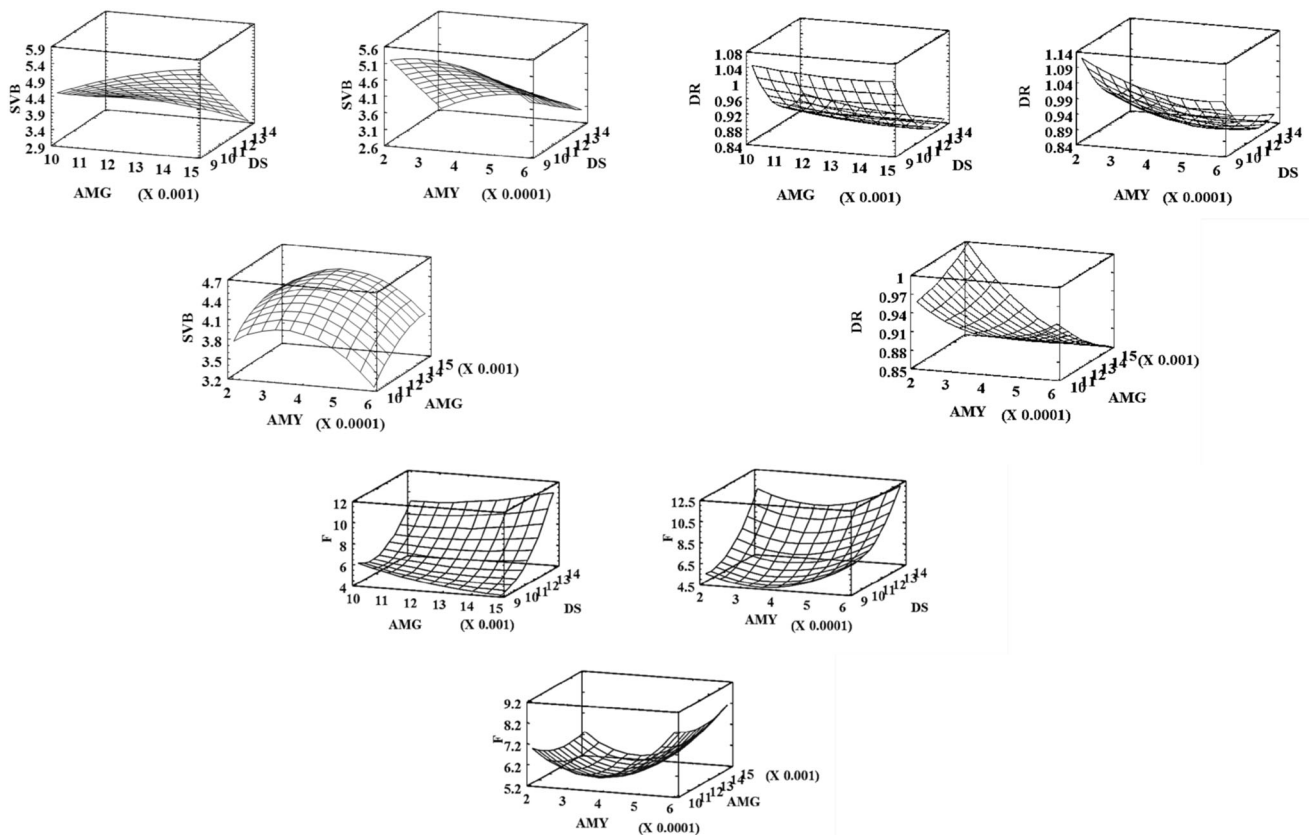 5.9
5.4
4.9
4.4
3.9
3.4
2.9
SVB
10 11 12 13 14 15
AMG (X 0.001)
9 10 11 12 13 14
DS
5.6
5.1
4.6
4.1
3.6
3.1
2.6
SVB
2 3 4 5 6
AMY (X 0.0001)
9 10 11 12 13 14
DS
1.08
1.04
1
0.96
0.92
0.88
0.84
DR
10 11 12 13 14 15
AMG (X 0.001)
9 10 11 12 13 14
DS
1.14
1.09
1.04
0.99
0.94
0.89
0.84
DR
2 3 4 5 6
AMY (X 0.0001)
9 10 11 12 13 14
DS
4.7
4.4
4.1
3.8
3.5
3.2
SVB
2 3 4 5 6
AMY (X 0.0001)
10 11 12 13 14 15 (X 0.001)
AMG
1
0.97
0.94
0.91
0.88
0.85
DR
2 3 4 5 6
AMY (X 0.0001)
10 11 12 13 14 15 (X 0.001)
AMG
12
10
8
6
4
F
10 11 12 13 14 15
AMG (X 0.001)
9 10 11 12 13 14
DS
12.5
10.5
8.5
6.5
4.5
F
2 3 4 5 6
AMY (X 0.0001)
9 10 11 12 13 14
DS
9.2
8.2
7.2
6.2
5.2
F
2 3 4 5 6
AMY (X 0.0001)
10 11 12 13 14 15 (X 0.001)
AMG